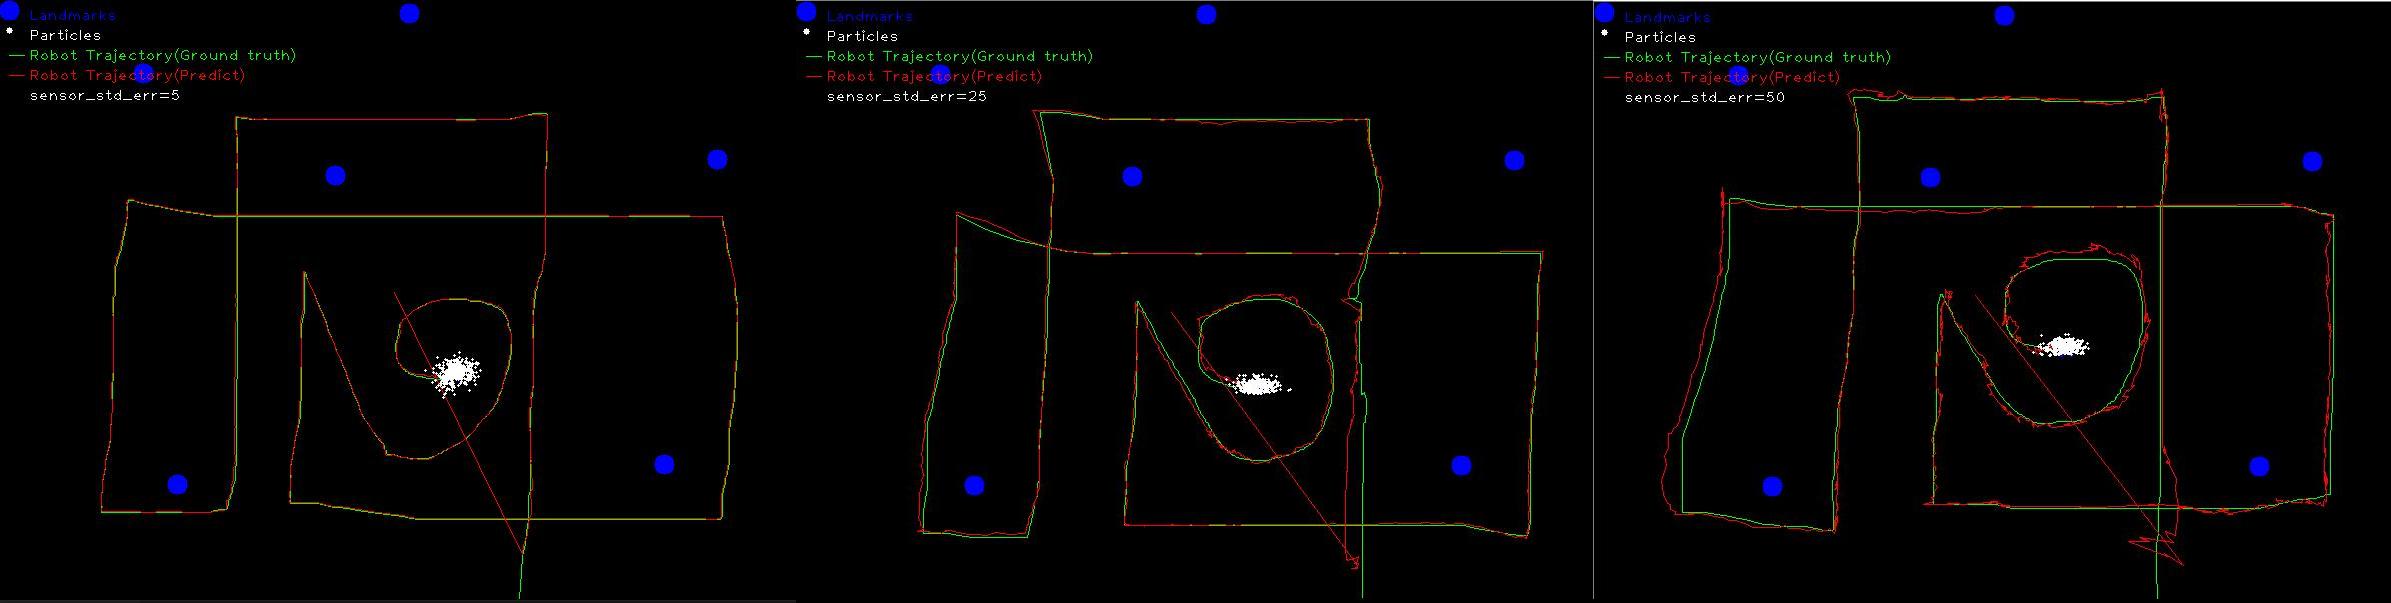 Landmarks
Particles
Robot Trajectory(Ground truth)
Robot Trajectory(Predict)
sensor_std_err=5
Landmarks
Particles
Robot Trajectory(Ground truth)
Robot Trajectory(Predict)
sensor_std_err=25
Landmarks
Particles
Robot Trajectory(Ground truth)
Robot Trajectory(Predict)
sensor_std_err=50